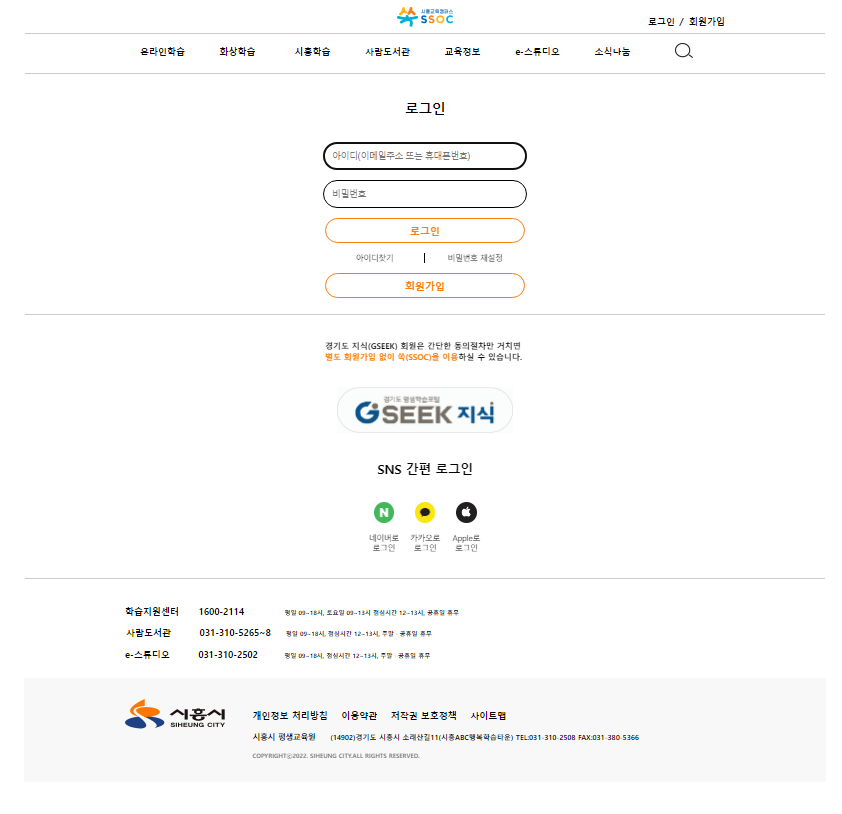 시흥교육캠퍼스
SSOC
로그인 / 회원가입
온라인학습 화상학습 시흥학습 사람도서관 교육정보 e-스튜디오 소식나눔
로그인
아이디(이메일주소 또는 휴대폰번호)
비밀번호
로그인
아이디찾기 | 비밀번호 재설정
회원가입
경기도 지식(GSEEK) 회원은 간단한 동의절차만 거치면
별도 회원가입 없이 쏙(SSOC)을 이용하실 수 있습니다.
경기도 평생학습포털
GSEEK 지식
SNS 간편 로그인
네이버로 카카오로 Apple로
로그인 로그인 로그인
학습지원센터 1600-2114 평일 09~18시, 토요일 09~13시 점심시간 12~13시, 공휴일 휴무
사람도서관 031-310-5265~8 평일 09~18시, 점심시간 12~13시, 주말 · 공휴일 휴무
e-스튜디오 031-310-2502 평일 09~18시, 점심시간 12~13시, 주말 · 공휴일 휴무
시흥시
SIHEUNG CITY
개인정보 처리방침 이용약관 저작권 보호정책 사이트맵
시흥시 평생교육원 (14902)경기도 시흥시 소래산길11(시흥ABC행복학습타운) TEL:031-310-2508 FAX:031-380-5366
COPYRIGHTⓒ2022. SIHEUNG CITY.ALL RIGHTS RESERVED.